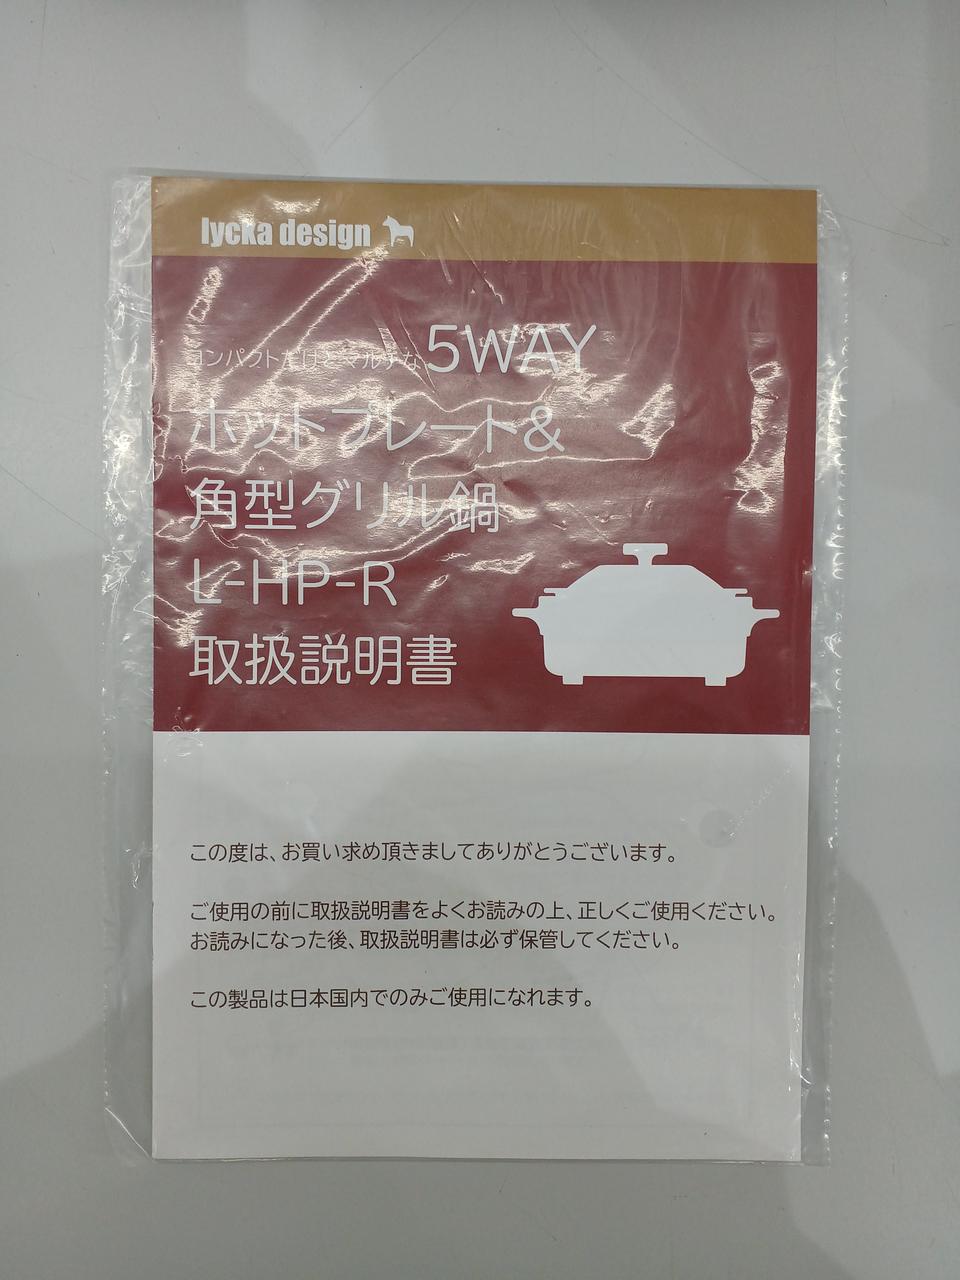 lycka design
コンパクトだけどマルチな5WAY
ホットプレート&
角型グリル鍋
L-HP-R
取扱説明書
この度は、お買い求め頂きましてありがとうございます。
ご使用の前に取扱説明書をよくお読みの上、正しくご使用ください。
お読みになった後、取扱説明書は必ず保管してください。
この製品は日本国内でのみご使用になれます。